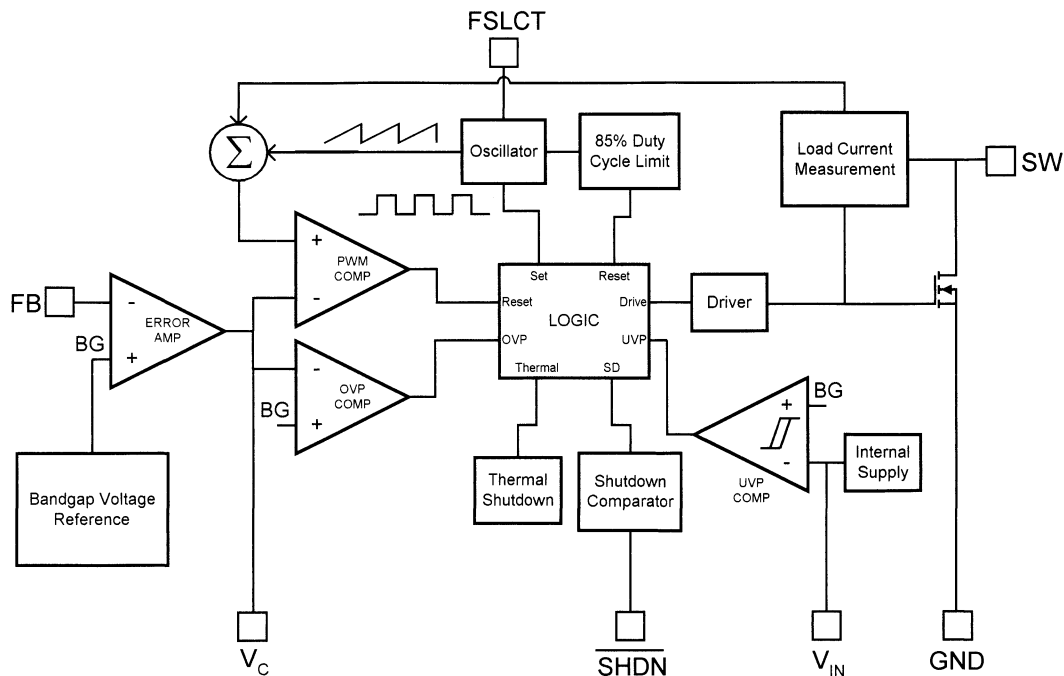 FSLCT
Σ
Oscillator
85% Duty
Cycle Limit
Load Current
Measurement
SW
+
PWM
COMP
-
Set
Reset
Reset
Drive
LOGIC
OVP
UVP
Thermal
SD
Driver
FB
-
ERROR
AMP
BG
+
-
OVP
COMP
BG
+
BG
+
-
UVP
COMP
Internal
Supply
Bandgap Voltage
Reference
Thermal
Shutdown
Shutdown
Comparator
VC
SHDN
VIN
GND